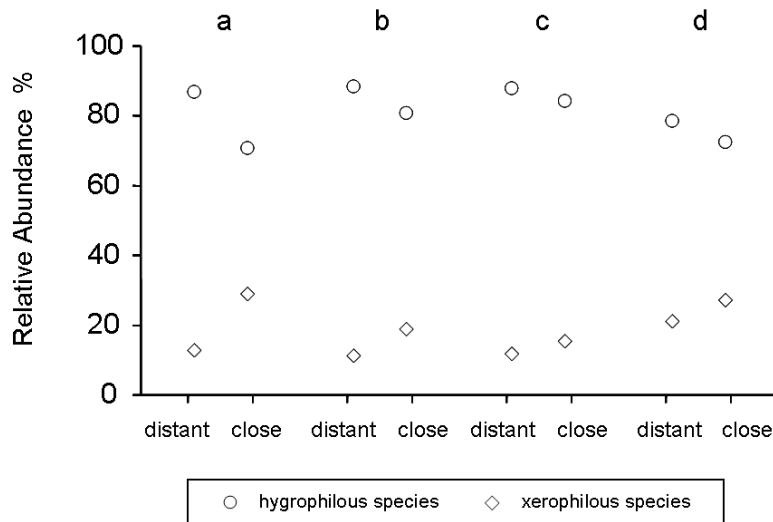 a b c d
Relative Abundance %
100
80
60
40
20
0
distant close distant close distant close distant close
hygrophilous species xerophilous species